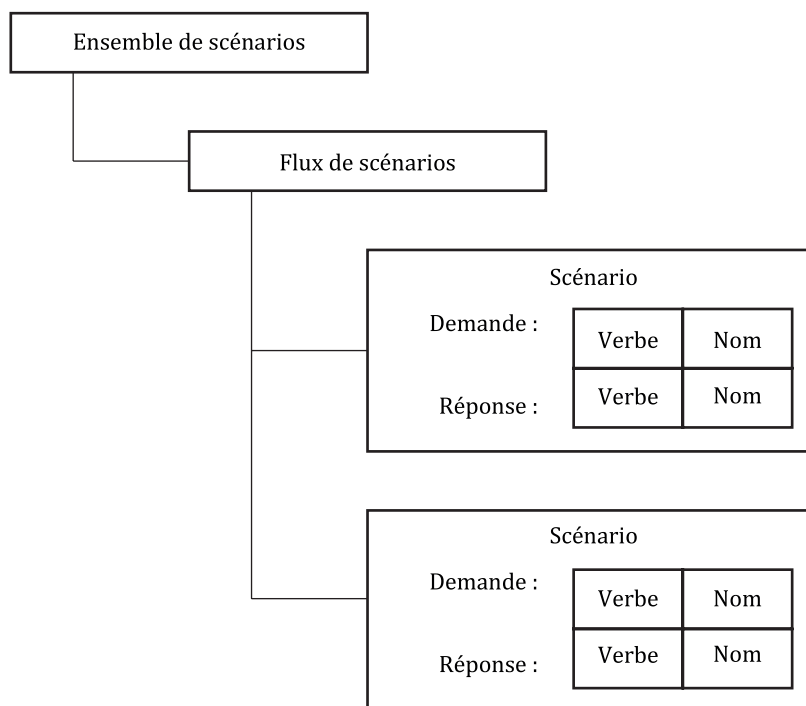 Ensemble de scénarios
Flux de scénarios
Scénario
Demande :
Verbe Nom
Réponse :
Verbe Nom
Scénario
Demande :
Verbe Nom
Réponse :
Verbe Nom